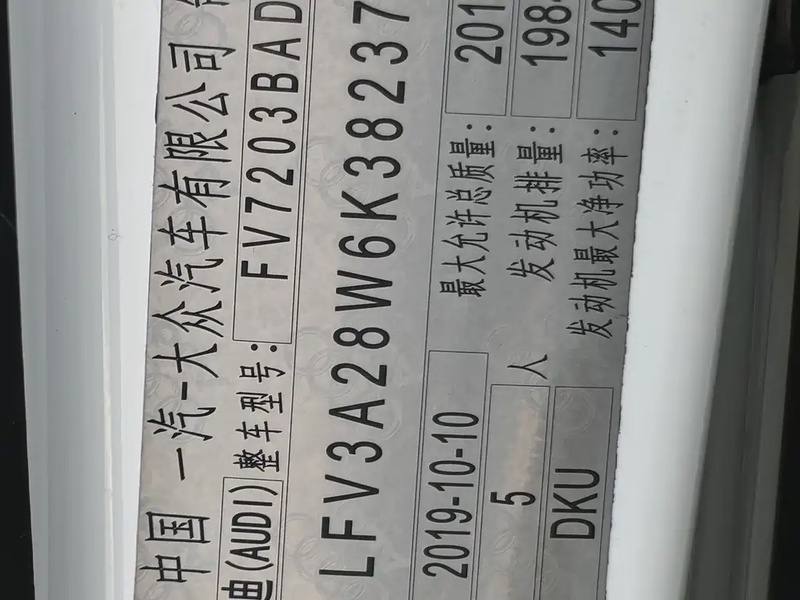 中国 一汽-大众汽车有限公司
迪(AUDI) 整车型号: FV7203BAD
LFV3A28W6K38237
2019-10-10 最大允许总质量: 201
5 人 发动机排量: 198
DKU 发动机最大净功率: 140